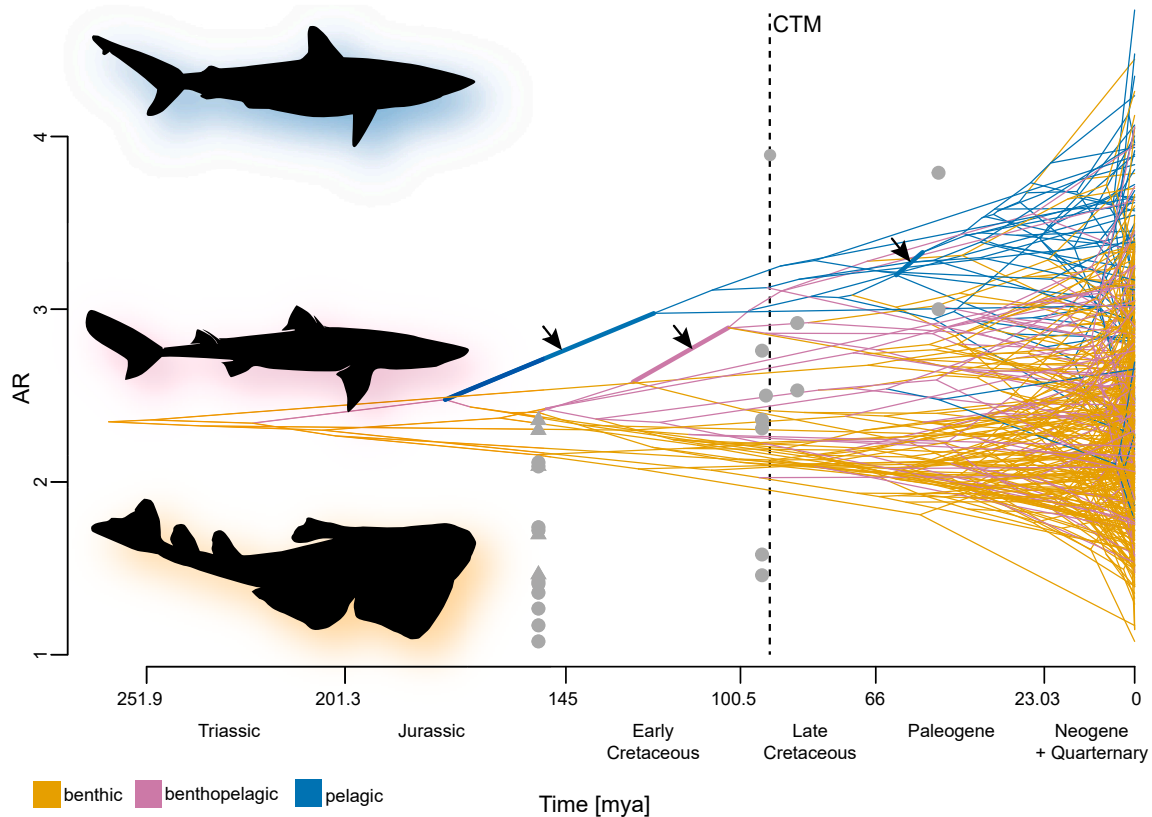 CTM
4
3
2
1
AR
251.9 201.3 145 100.5 66 23.03 0
Triassic Jurassic Early Late Paleogene Neogene
Cretaceous Cretaceous + Quarternary
benthic benthopelagic pelagic
Time [mya]